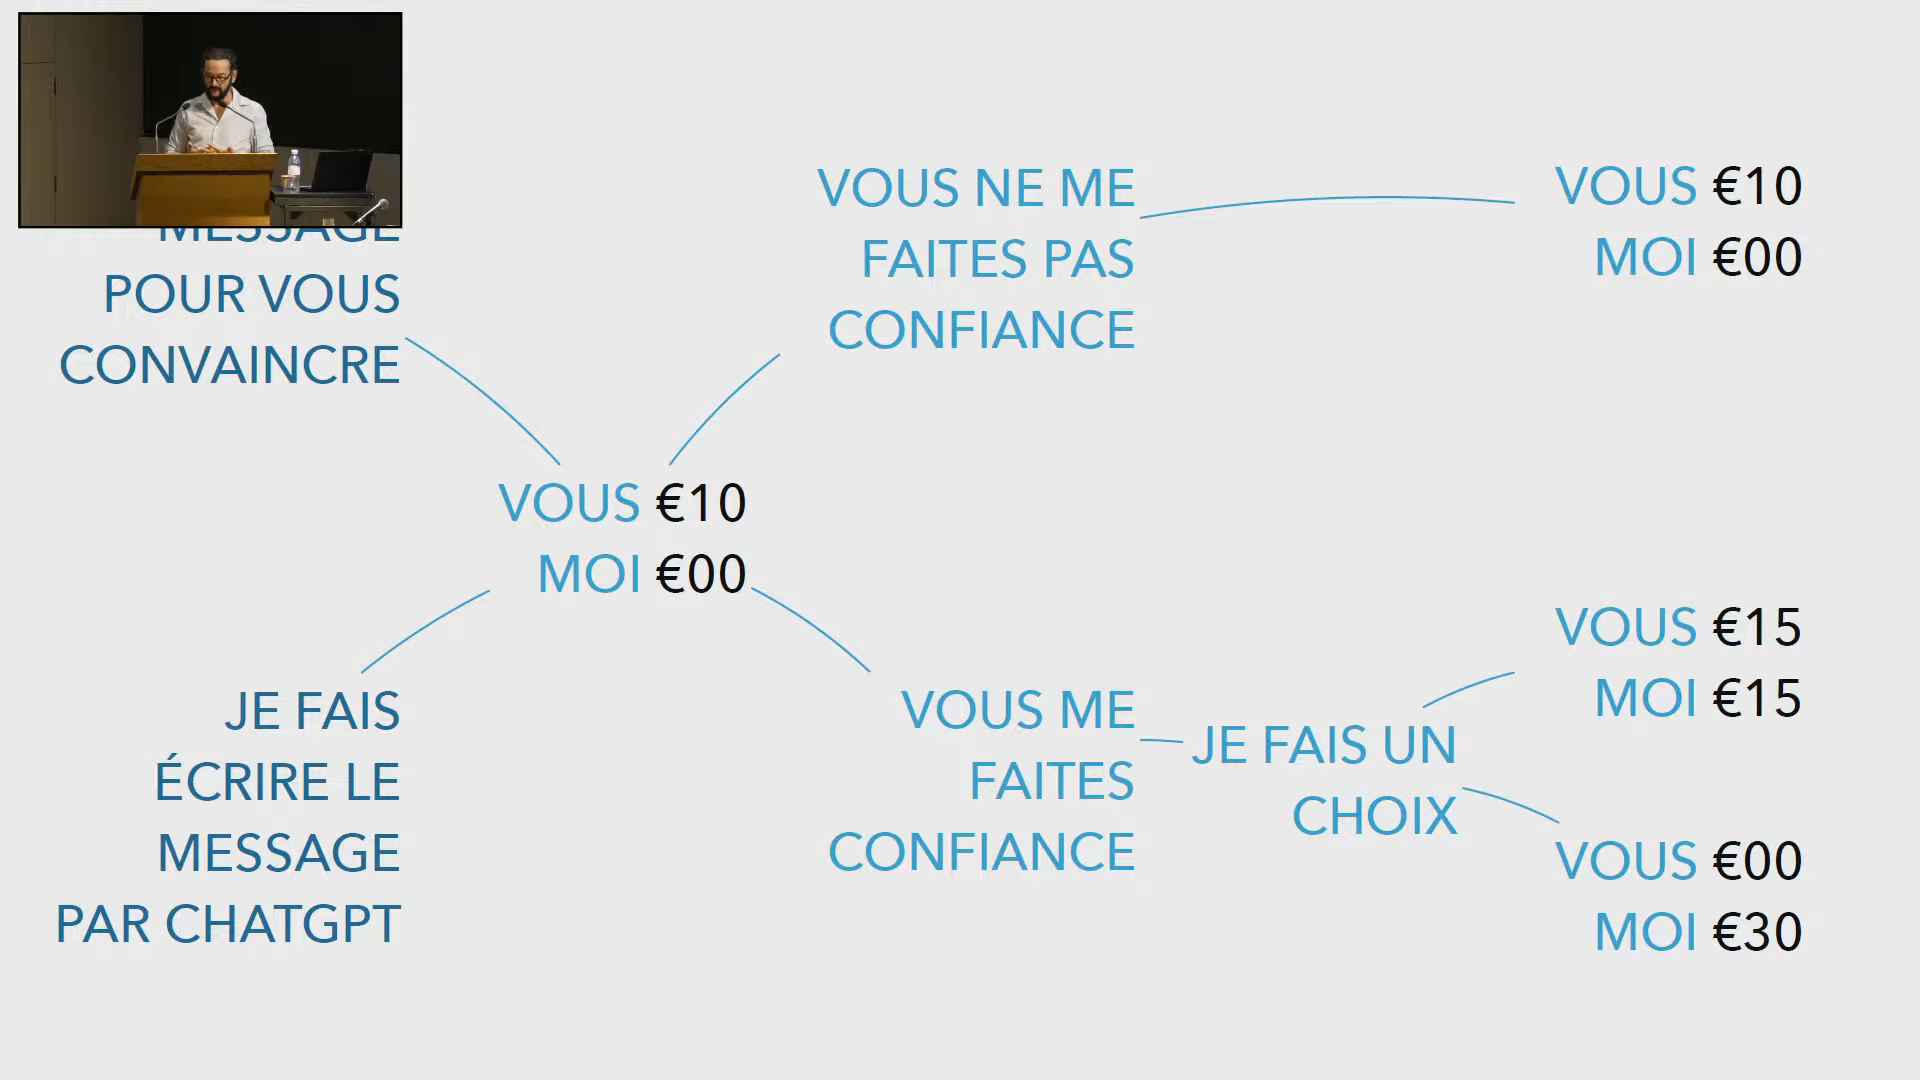 MESSAGE
POUR VOUS
CONVAINCRE
JE FAIS
ÉCRIRE LE
MESSAGE
PAR CHATGPT
VOUS €10
MOI €00
VOUS NE ME
FAITES PAS
CONFIANCE
VOUS ME
FAITES
CONFIANCE
JE FAIS UN
CHOIX
VOUS €10
MOI €00
VOUS €15
MOI €15
VOUS €00
MOI €30